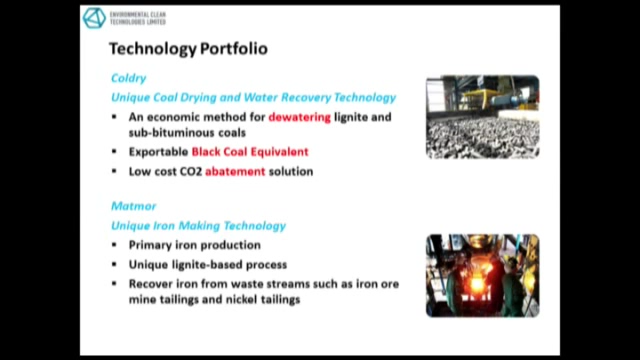 ENVIRONMENTAL CLEAN
TECHNOLOGIES LIMITED
Technology Portfolio
Coldry
Unique Coal Drying and Water Recovery Technology
▪ An economic method for dewatering lignite and
sub-bituminous coals
▪ Exportable Black Coal Equivalent
▪ Low cost CO2 abatement solution
Matmor
Unique Iron Making Technology
▪ Primary iron production
▪ Unique lignite-based process
▪ Recover iron from waste streams such as iron ore
mine tailings and nickel tailings